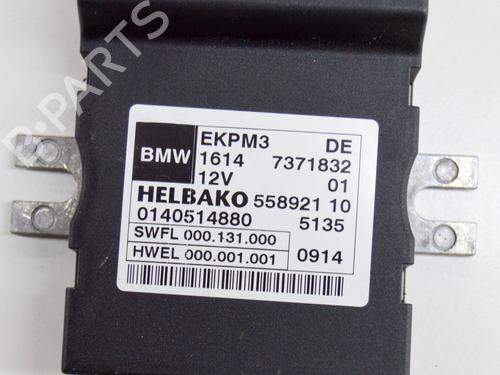 B-PARTS
BMW
EKPM3 DE
1614 7371832
12V 01
HELBAKO 558921 10
0140514880 5135
SWFL 000.131.000
HWEL 000.001.001 0914